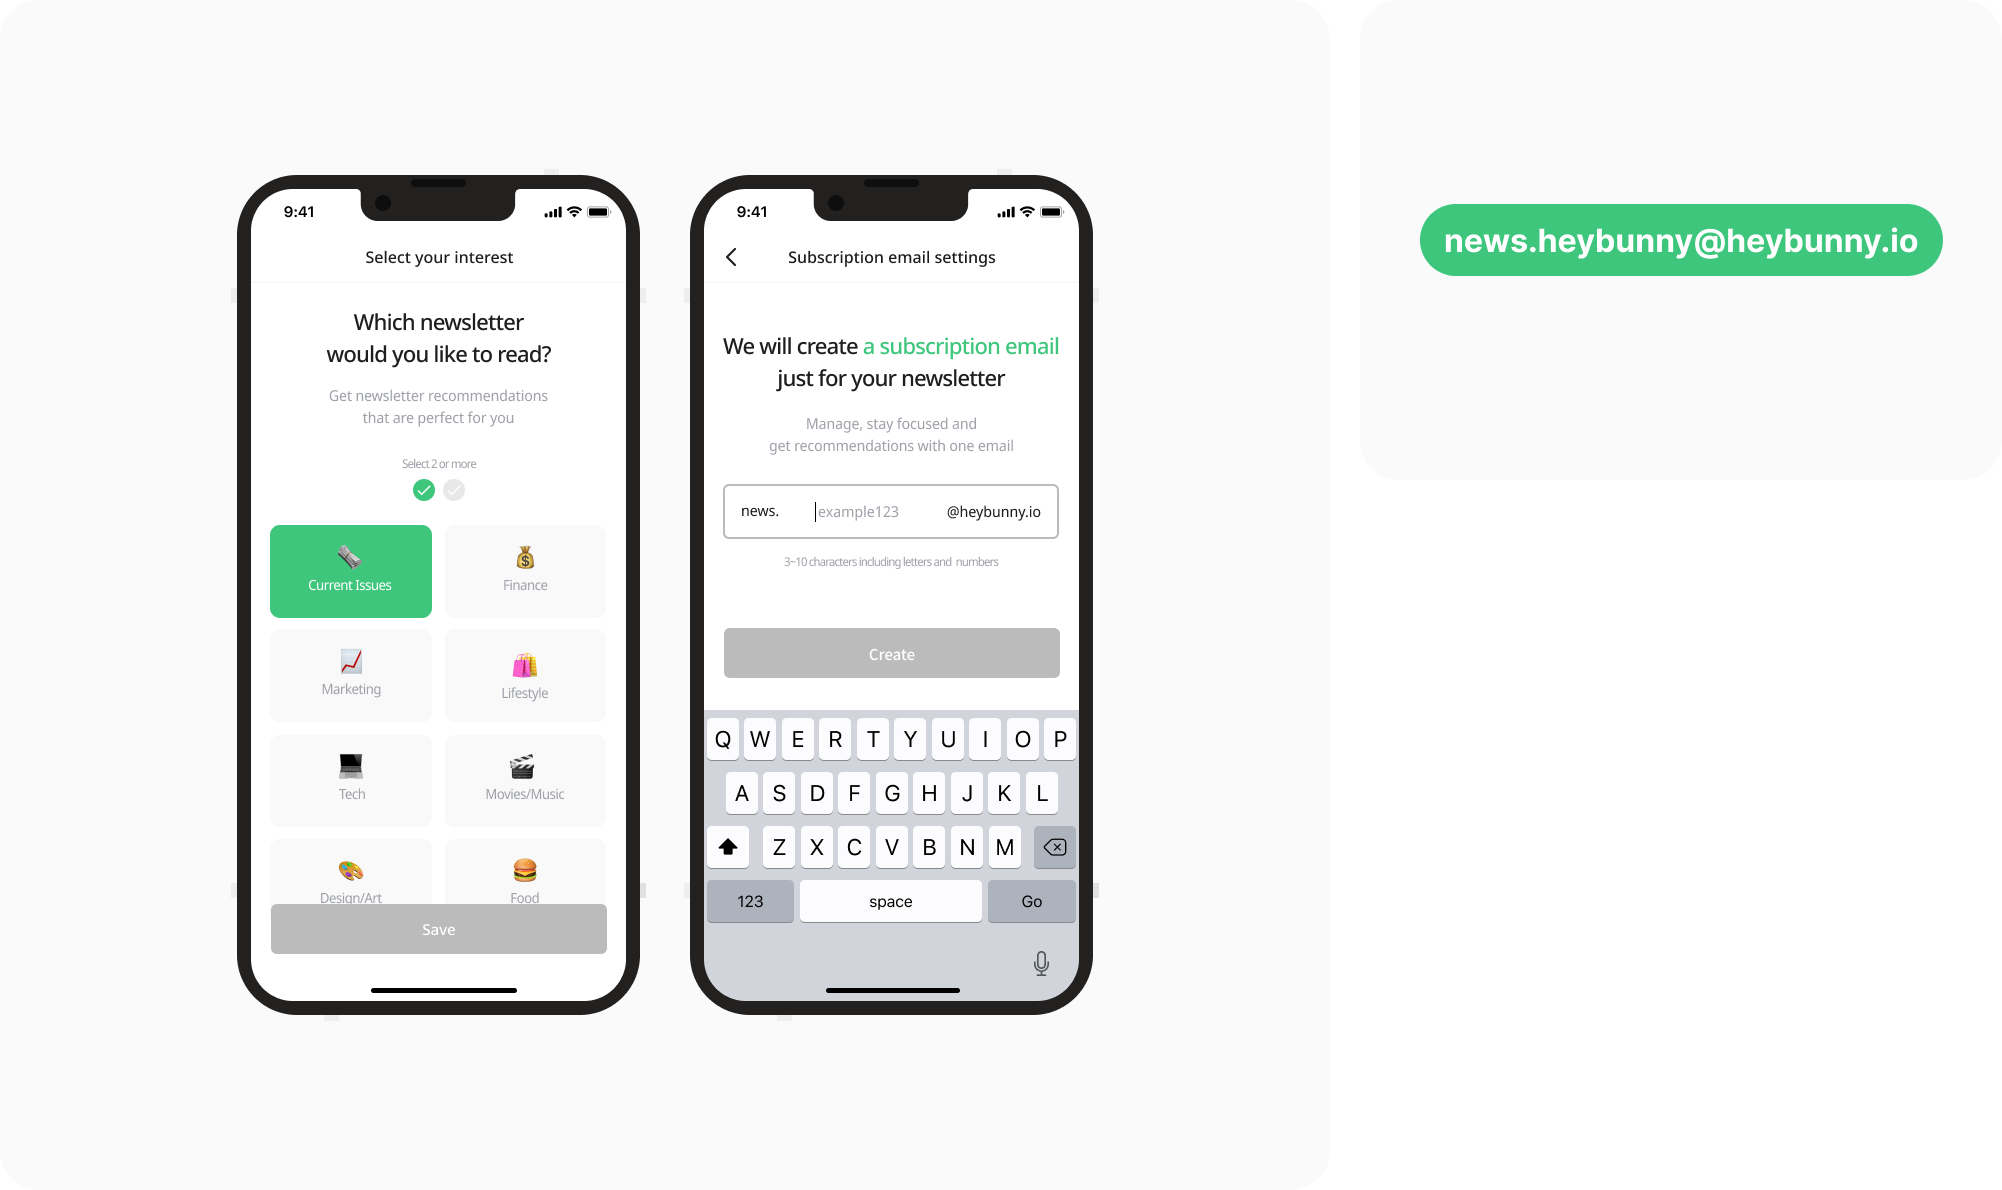 9:41
Select your interest
Which newsletter
would you like to read?
Get newsletter recommendations
that are perfect for you
Select 2 or more
Current Issues
Finance
Marketing
Lifestyle
Tech
Movies/Music
Design/Art
Food
Save
9:41
Subscription email settings
We will create a subscription email
just for your newsletter
Manage, stay focused and
get recommendations with one email
news. example123 @heybunny.io
3~10 characters including letters and numbers
Create
Q W E R T Y U I O P
A S D F G H J K L
Z X C V B N M
123 space Go
news.heybunny@heybunny.io